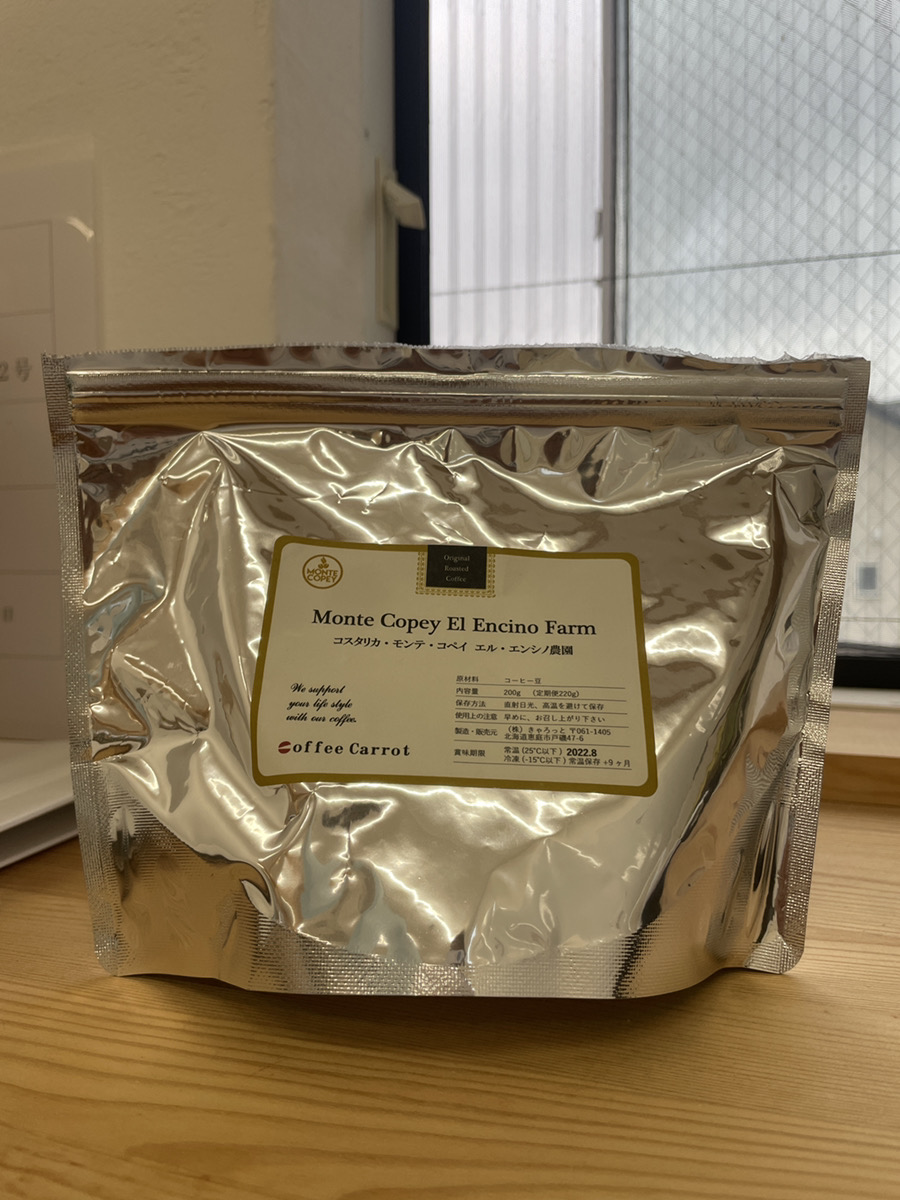 2号
MONTE
COPEY
Original
Roasted
Coffee
Monte Copey El Encino Farm
コスタリカ・モンテ・コペイ エル・エンシノ農園
We support
your life style
with our coffee.
Coffee Carrot
原材料 コーヒー豆
内容量 200g （定期便220g）
保存方法 直射日光、高温を避けて保存
使用上の注意 早めに、お召し上がり下さい
製造・販売元 （株）きゃろっと 〒061-1405
北海道恵庭市戸磯47-6
賞味期限 常温 (25℃以下) 2022.8
冷凍 (-15℃以下) 常温保存 +9ヶ月